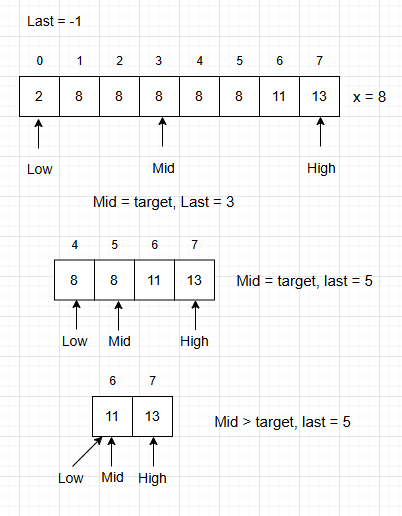 Last = -1
0 1 2 3 4 5 6 7
2 8 8 8 8 8 11 13 x = 8
Low Mid High
Mid = target, Last = 3
4 5 6 7
8 8 11 13 Mid = target, last = 5
Low Mid High
6 7
11 13 Mid > target, last = 5
Low Mid High